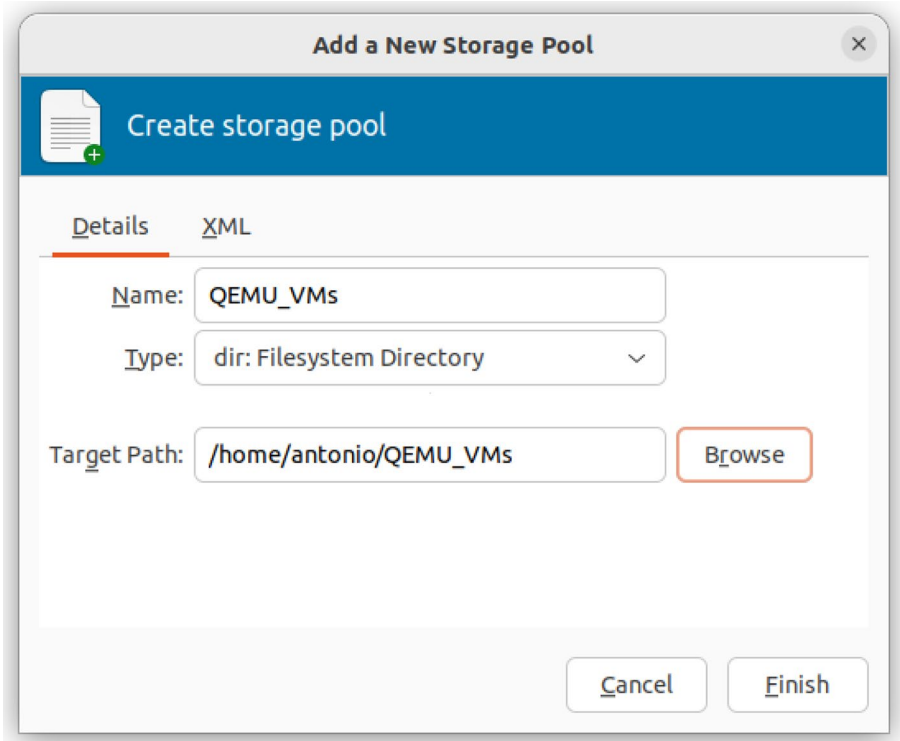 Add a New Storage Pool
Create storage pool
Details XML
Name: QEMU_VMs
Type: dir: Filesystem Directory
Target Path: /home/antonio/QEMU_VMs Browse
Cancel Finish